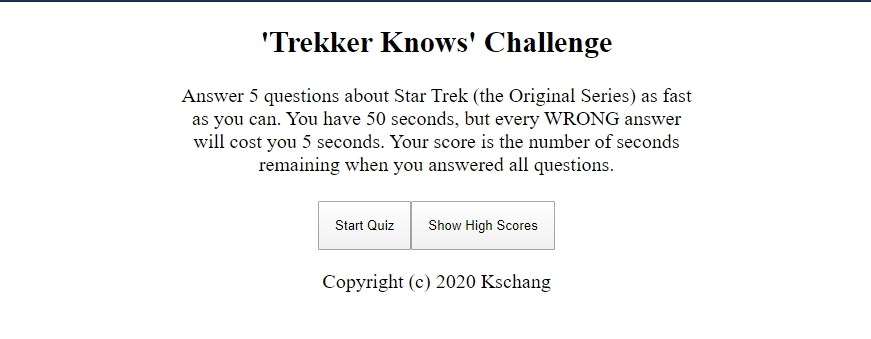 'Trekker Knows' Challenge
Answer 5 questions about Star Trek (the Original Series) as fast
as you can. You have 50 seconds, but every WRONG answer
will cost you 5 seconds. Your score is the number of seconds
remaining when you answered all questions.
Start Quiz Show High Scores
Copyright (c) 2020 Kschang